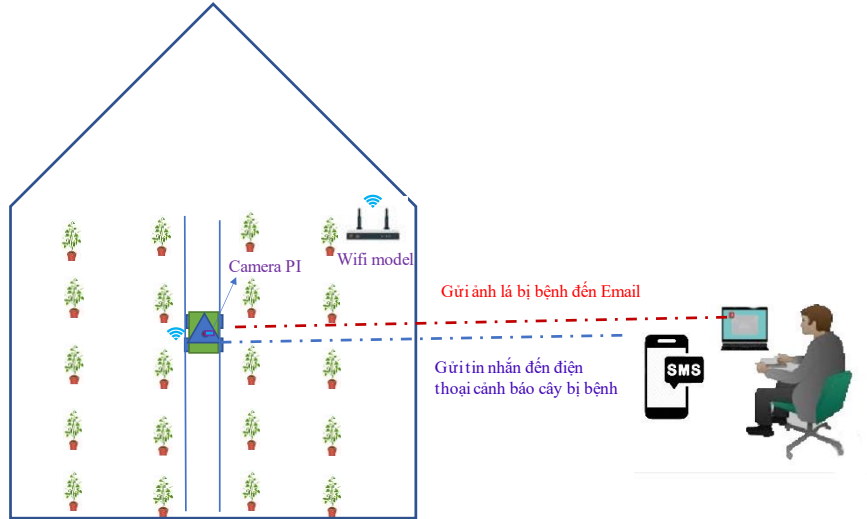 Wifi model
Camera PI
Gửi ảnh lá bị bệnh đến Email
Gửi tin nhắn đến điện
thoại cảnh báo cây bị bệnh
SMS